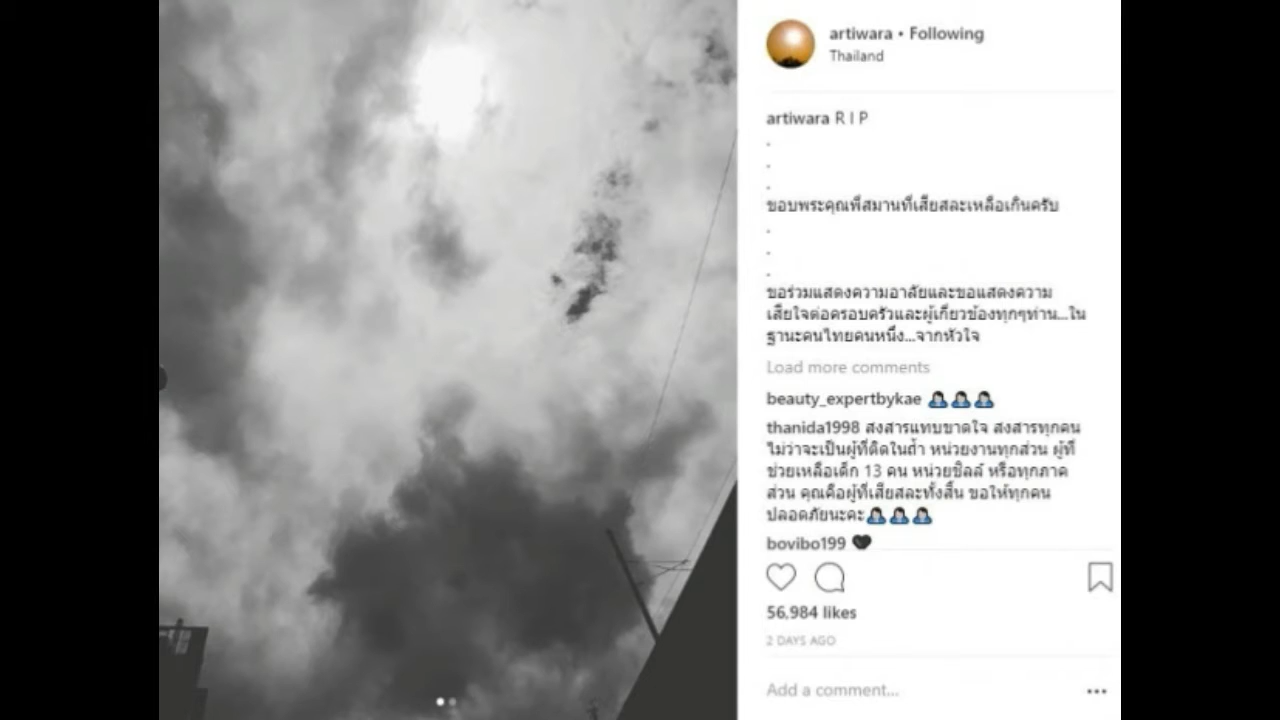 artiwara • Following
Thailand
artiwara R I P
.
.
.
ขอบพระคุณพี่สมานที่เสียสละเหลือเกินครับ
.
.
.
ขอร่วมแสดงความอาลัยและขอแสดงความ
เสียใจต่อครอบครัวและผู้เกี่ยวข้องทุกๆท่าน...ใน
ฐานะคนไทยคนหนึ่ง...จากหัวใจ
Load more comments
beauty_expertbykae 🤦🏻‍♂️🤦🏻‍♂️🤦🏻‍♂️
thanida1998 สงสารแทบขาดใจ สงสารทุกคน
ไม่ว่าจะเป็นผู้ที่ติดในถ้ำ หน่วยงานทุกส่วน ผู้ที่
ช่วยเหลือเด็ก 13 คน หน่วยซิลล์ หรือทุกภาค
ส่วน คุณคือผู้ที่เสียสละทั้งสิ้น ขอให้ทุกคน
ปลอดภัยนะคะ🤦🏻‍♂️🤦🏻‍♂️🤦🏻‍♂️
bovibo199 🖤
56,984 likes
2 DAYS AGO
Add a comment...